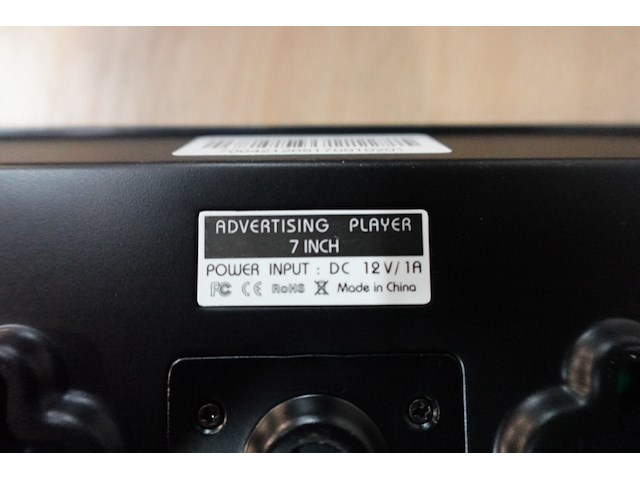 ADVERTISING PLAYER
7 INCH
POWER INPUT : DC 12V/1A
FC CE RoHS Made in China